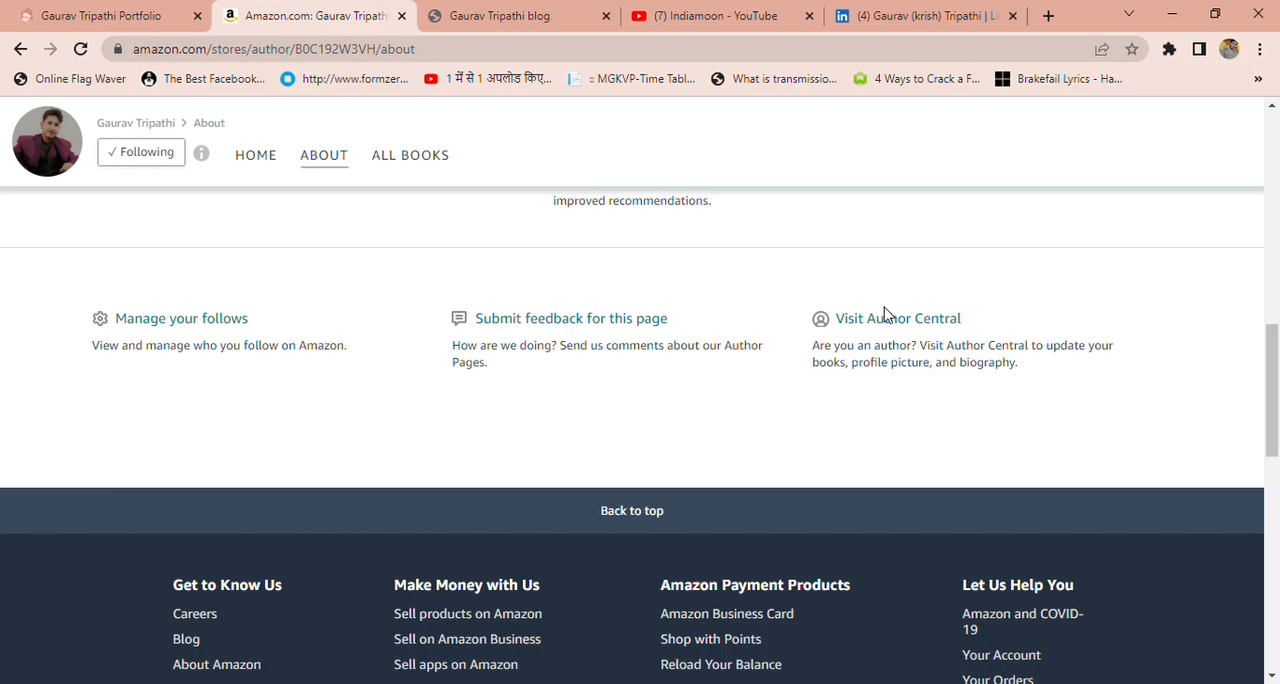 Gaurav Tripathi Portfolio
Amazon.com: Gaurav Tripath
Gaurav Tripathi blog
(7) Indiamoon - YouTube
(4) Gaurav (krish) Tripathi | Li
amazon.com/stores/author/B0C192W3VH/about
Online Flag Waver
The Best Facebook...
http://www.formzer...
1 में से 1 अपलोड किए...
:: MGKVP-Time Tabl...
What is transmissio...
4 Ways to Crack a F...
Brakefail Lyrics - Ha...
»
Gaurav Tripathi > About
✓ Following
HOME
ABOUT
ALL BOOKS
improved recommendations.
Manage your follows
View and manage who you follow on Amazon.
Submit feedback for this page
How are we doing? Send us comments about our Author
Pages.
Visit Author Central
Are you an author? Visit Author Central to update your
books, profile picture, and biography.
Back to top
Get to Know Us
Careers
Blog
About Amazon
Make Money with Us
Sell products on Amazon
Sell on Amazon Business
Sell apps on Amazon
Amazon Payment Products
Amazon Business Card
Shop with Points
Reload Your Balance
Let Us Help You
Amazon and COVID-
19
Your Account
Your Orders